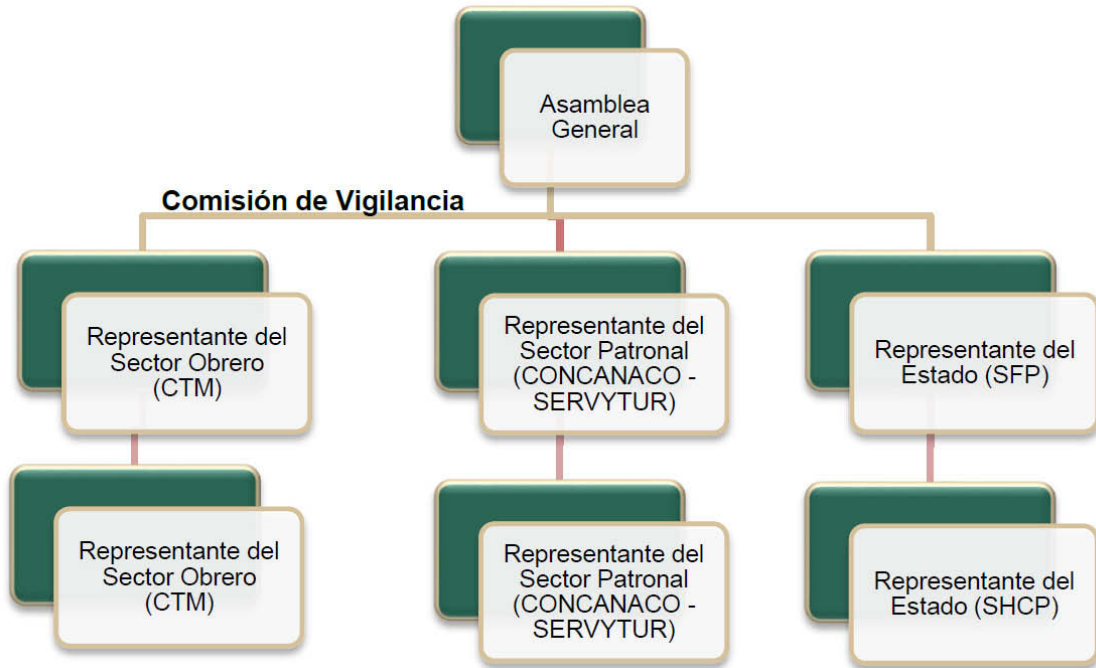 Asamblea
General
Comisión de Vigilancia
Representante del
Sector Obrero
(CTM)
Representante del
Sector Patronal
(CONCANACO -
SERVYTUR)
Representante del
Estado (SFP)
Representante del
Sector Obrero
(CTM)
Representante del
Sector Patronal
(CONCANACO -
SERVYTUR)
Representante del
Estado (SHCP)